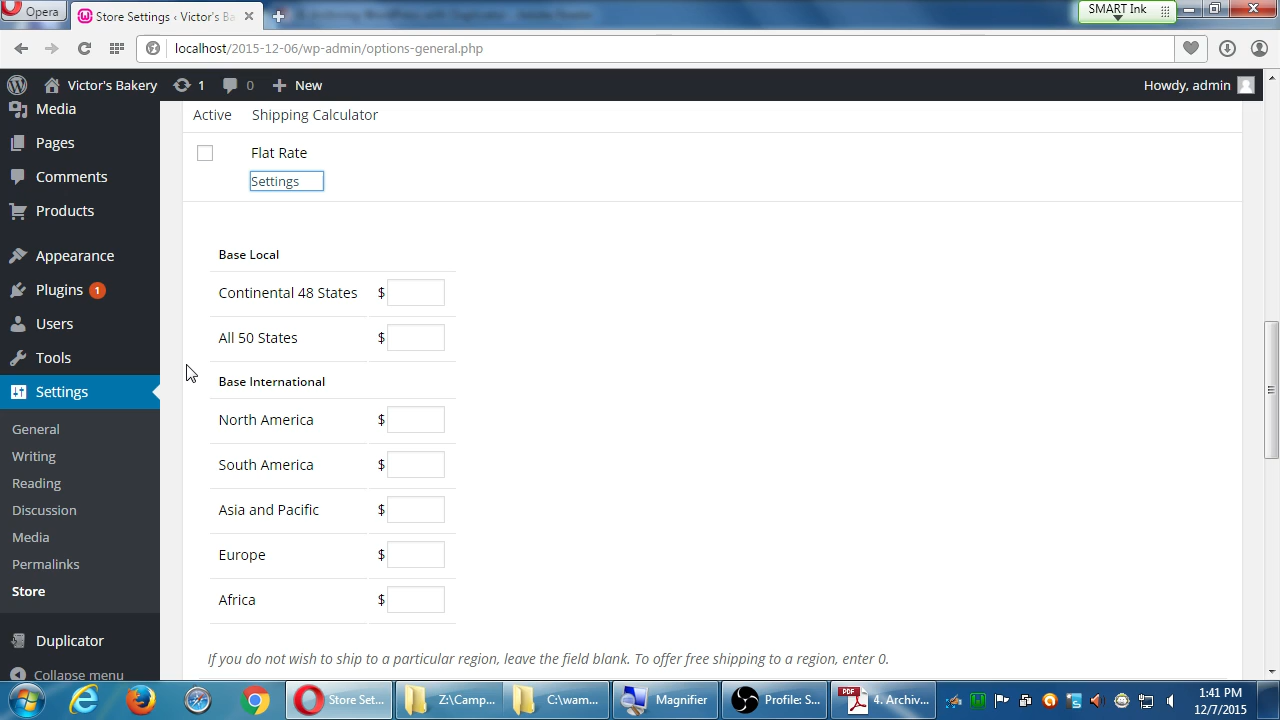 Opera
Store Settings ‹ Victor's Ba
SMART Ink
localhost/2015-12-06/wp-admin/options-general.php
Victor's Bakery
1
0
New
Howdy, admin
Media
Pages
Comments
Products
Appearance
Plugins 1
Users
Tools
Settings
General
Writing
Reading
Discussion
Media
Permalinks
Store
Duplicator
Collapse menu
Active Shipping Calculator
Flat Rate
Settings
Base Local
Continental 48 States $
All 50 States $
Base International
North America $
South America $
Asia and Pacific $
Europe $
Africa $
If you do not wish to ship to a particular region, leave the field blank. To offer free shipping to a region, enter 0.
Store Set...
Z:\Camp...
C:\wam...
Magnifier
Profile: S...
PDF
4. Archiv...
1:41 PM
12/7/2015